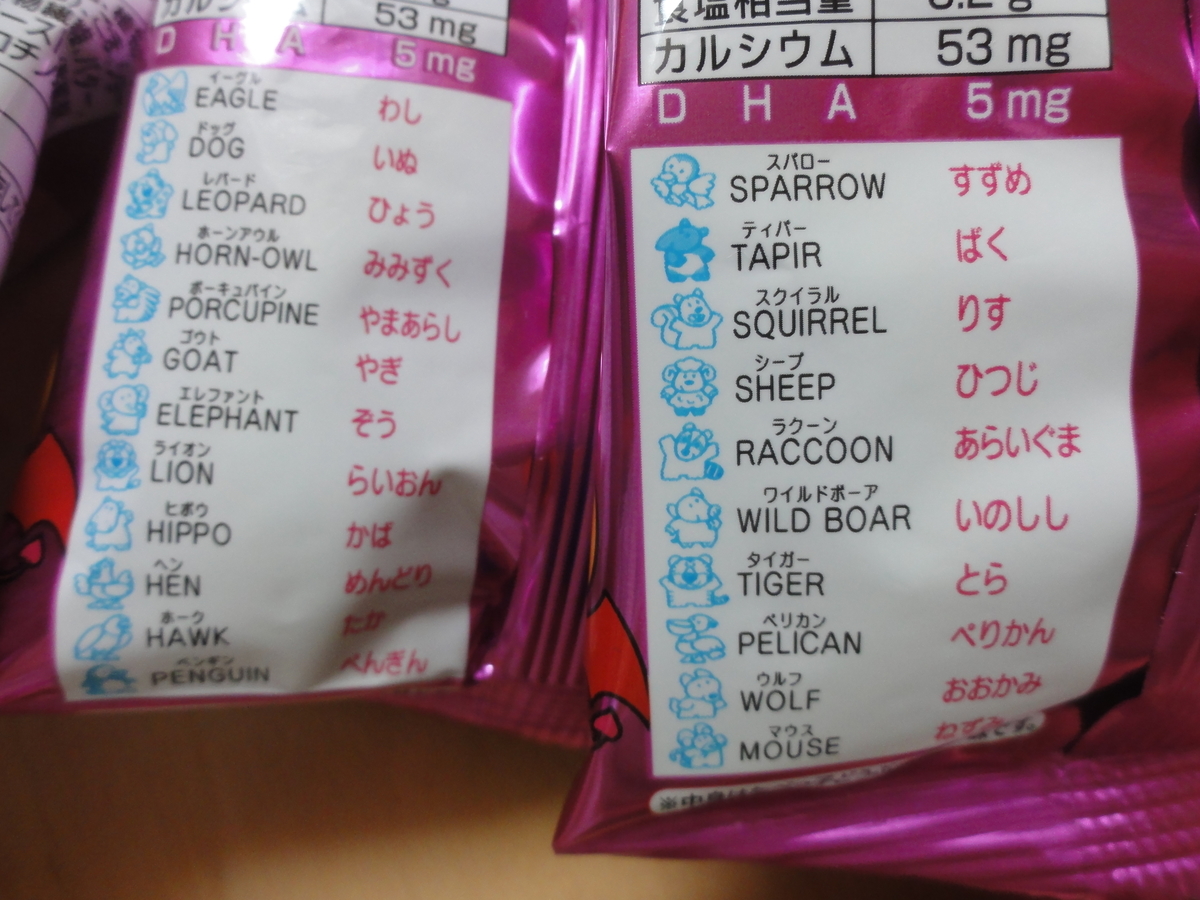 カルシウム 53 mg
D H A 5 mg
イーグル
EAGLE わし
ドッグ
DOG いぬ
レパード
LEOPARD ひょう
ホーンアウル
HORN-OWL みみずく
ポーキュパイン
PORCUPINE やまあらし
ゴウト
GOAT やぎ
エレファント
ELEPHANT ぞう
ライオン
LION らいおん
ヒポウ
HIPPO かば
ヘン
HEN めんどり
ホーク
HAWK たか
ペンギン
PENGUIN ぺんぎん
食塩相当量
カルシウム 53 mg
D H A 5 mg
スパロー
SPARROW すずめ
ティパー
TAPIR ばく
スクイラル
SQUIRREL りす
シープ
SHEEP ひつじ
ラクーン
RACCOON あらいぐま
ワイルドボーア
WILD BOAR いのしし
タイガー
TIGER とら
ペリカン
PELICAN ぺりかん
ウルフ
WOLF おおかみ
マウス
MOUSE ねずみ
です。